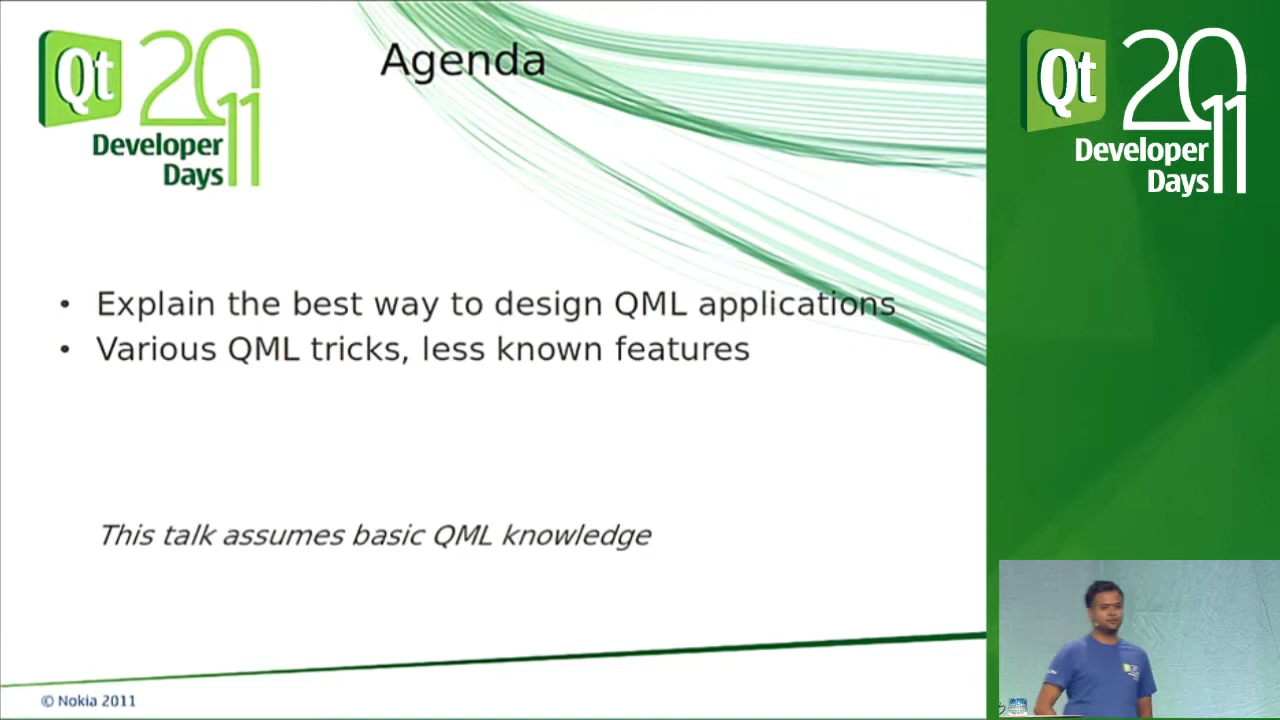 Qt 2011
Developer
Days
Agenda
• Explain the best way to design QML applications
• Various QML tricks, less known features
This talk assumes basic QML knowledge
© Nokia 2011
Qt 2011
Developer
Days